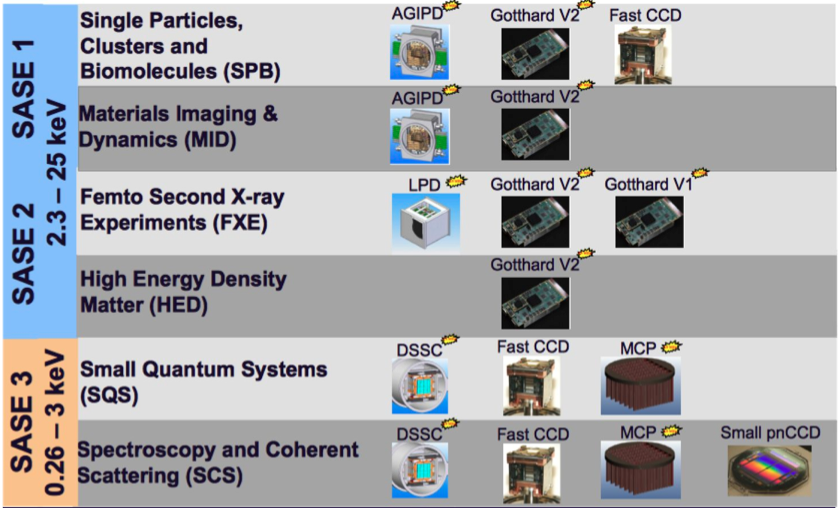 SASE 1
SASE 2
2.3 – 25 keV
Single Particles,
Clusters and
Biomolecules (SPB)
AGIPD
Gotthard V2
Fast CCD
Materials Imaging &
Dynamics (MID)
AGIPD
Gotthard V2
Femto Second X-ray
Experiments (FXE)
LPD
Gotthard V2
Gotthard V1
High Energy Density
Matter (HED)
Gotthard V2
SASE 3
0.26 – 3 keV
Small Quantum Systems
(SQS)
DSSC
Fast CCD
MCP
Spectroscopy and Coherent
Scattering (SCS)
DSSC
Fast CCD
MCP
Small pnCCD